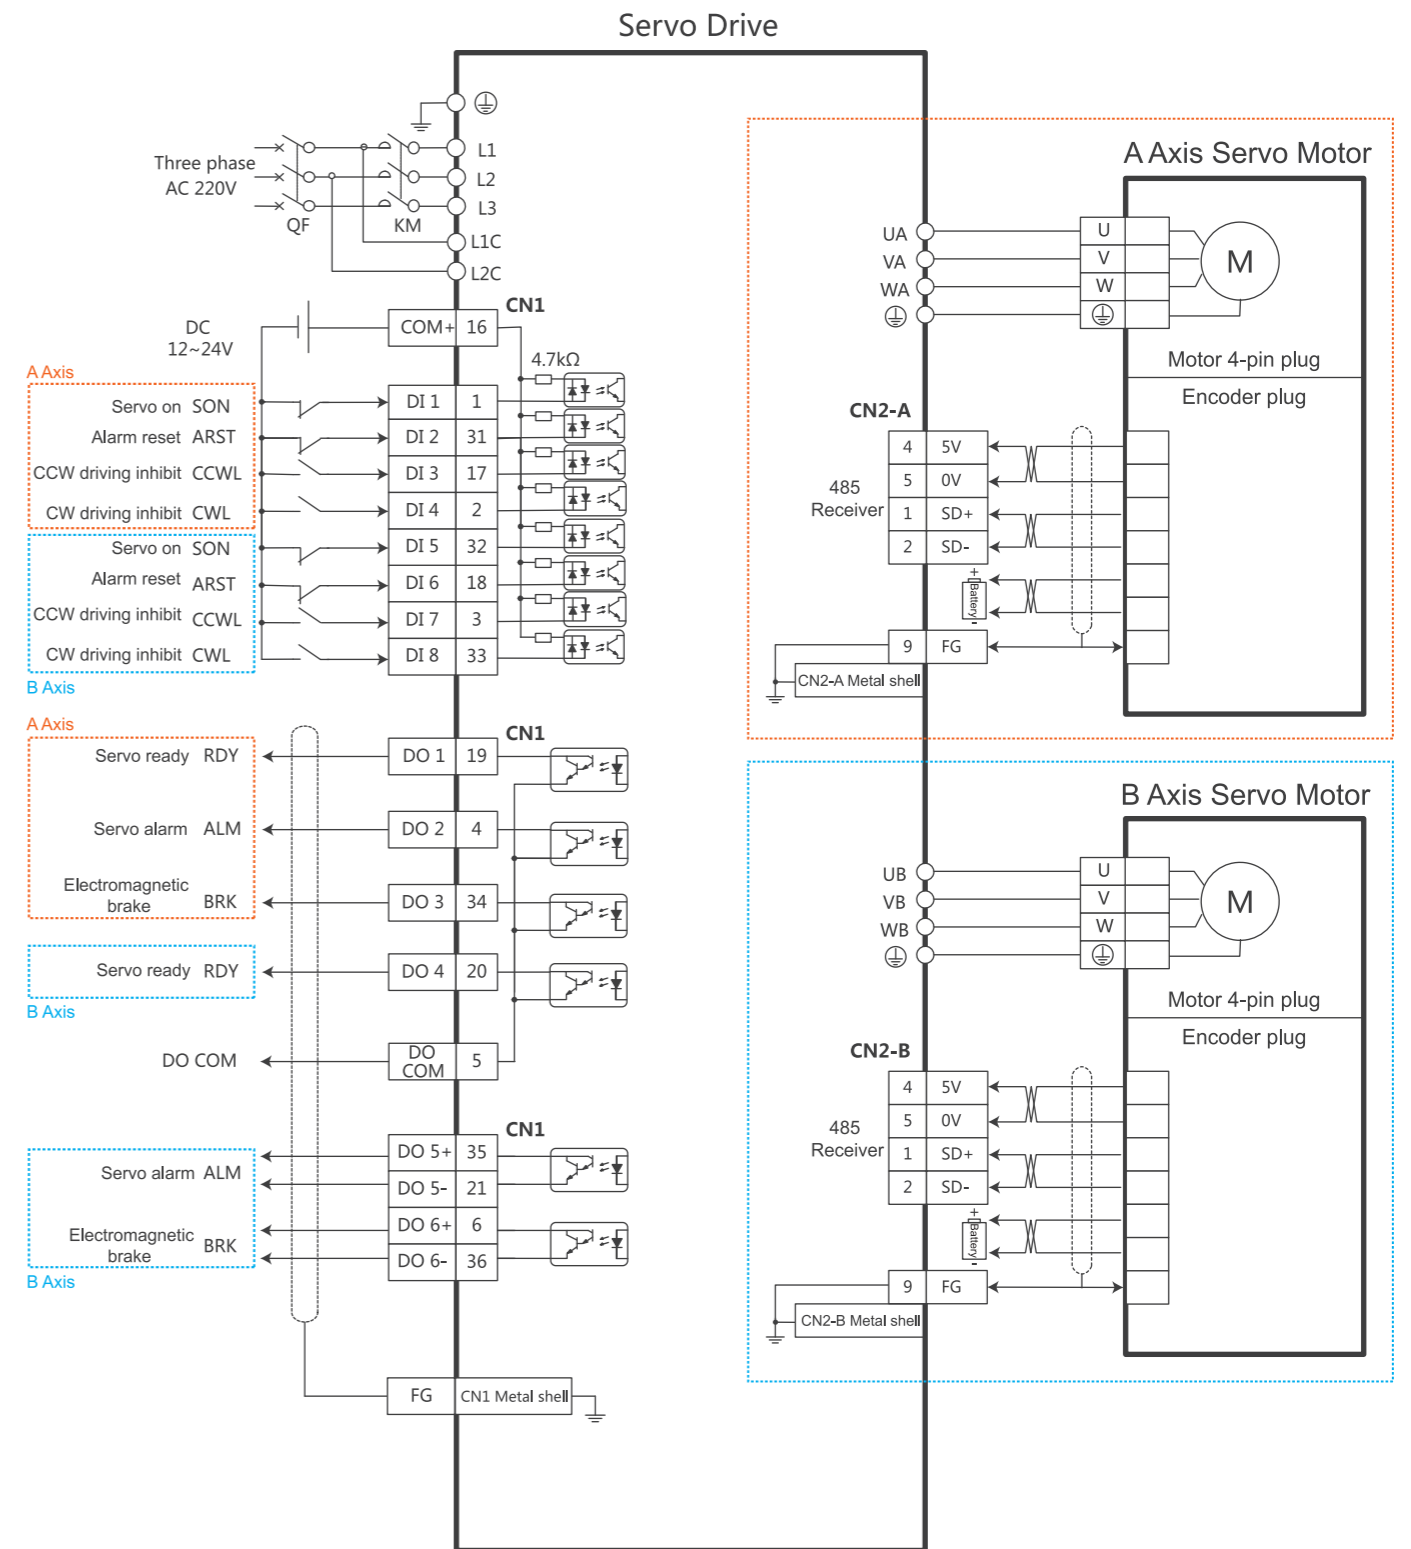 Servo Drive
Three phase
AC 220V
QF
KM
L1
L2
L3
L1C
L2C
CN1
DC
12~24V
COM+ 16
4.7kΩ
A Axis
Servo on SON DI 1 1
Alarm reset ARST DI 2 31
CCW driving inhibit CCWL DI 3 17
CW driving inhibit CWL DI 4 2
Servo on SON DI 5 32
Alarm reset ARST DI 6 18
CCW driving inhibit CCWL DI 7 3
CW driving inhibit CWL DI 8 33
B Axis
A Axis
CN1
Servo ready RDY DO 1 19
Servo alarm ALM DO 2 4
Electromagnetic
brake BRK DO 3 34
Servo ready RDY DO 4 20
B Axis
DO COM DO
COM 5
CN1
Servo alarm ALM
DO 5+ 35
DO 5- 21
Electromagnetic
brake BRK
DO 6+ 6
DO 6- 36
B Axis
FG CN1 Metal shell
A Axis Servo Motor
UA U
VA V
WA W
M
Motor 4-pin plug
Encoder plug
CN2-A
485
Receiver
4 5V
5 0V
1 SD+
2 SD-
+
Battery
-
9 FG
CN2-A Metal shell
B Axis Servo Motor
UB U
VB V
WB W
M
Motor 4-pin plug
Encoder plug
CN2-B
485
Receiver
4 5V
5 0V
1 SD+
2 SD-
+
Battery
-
9 FG
CN2-B Metal shell